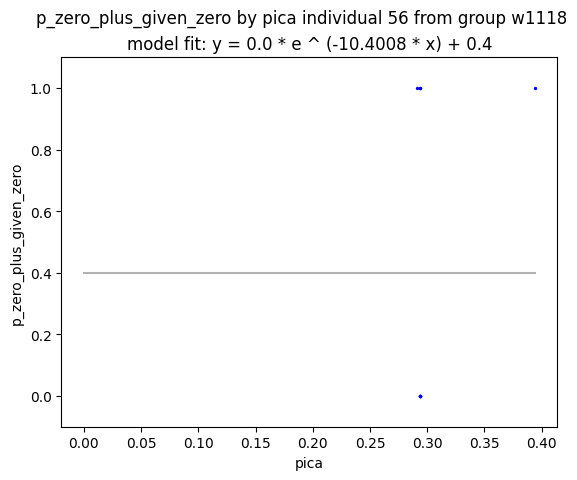 p_zero_plus_given_zero by pica individual 56 from group w1118
model fit: y = 0.0 * e ^ (-10.4008 * x) + 0.4
1.0
0.8
0.6
0.4
0.2
0.0
p_zero_plus_given_zero
0.00 0.05 0.10 0.15 0.20 0.25 0.30 0.35 0.40
pica